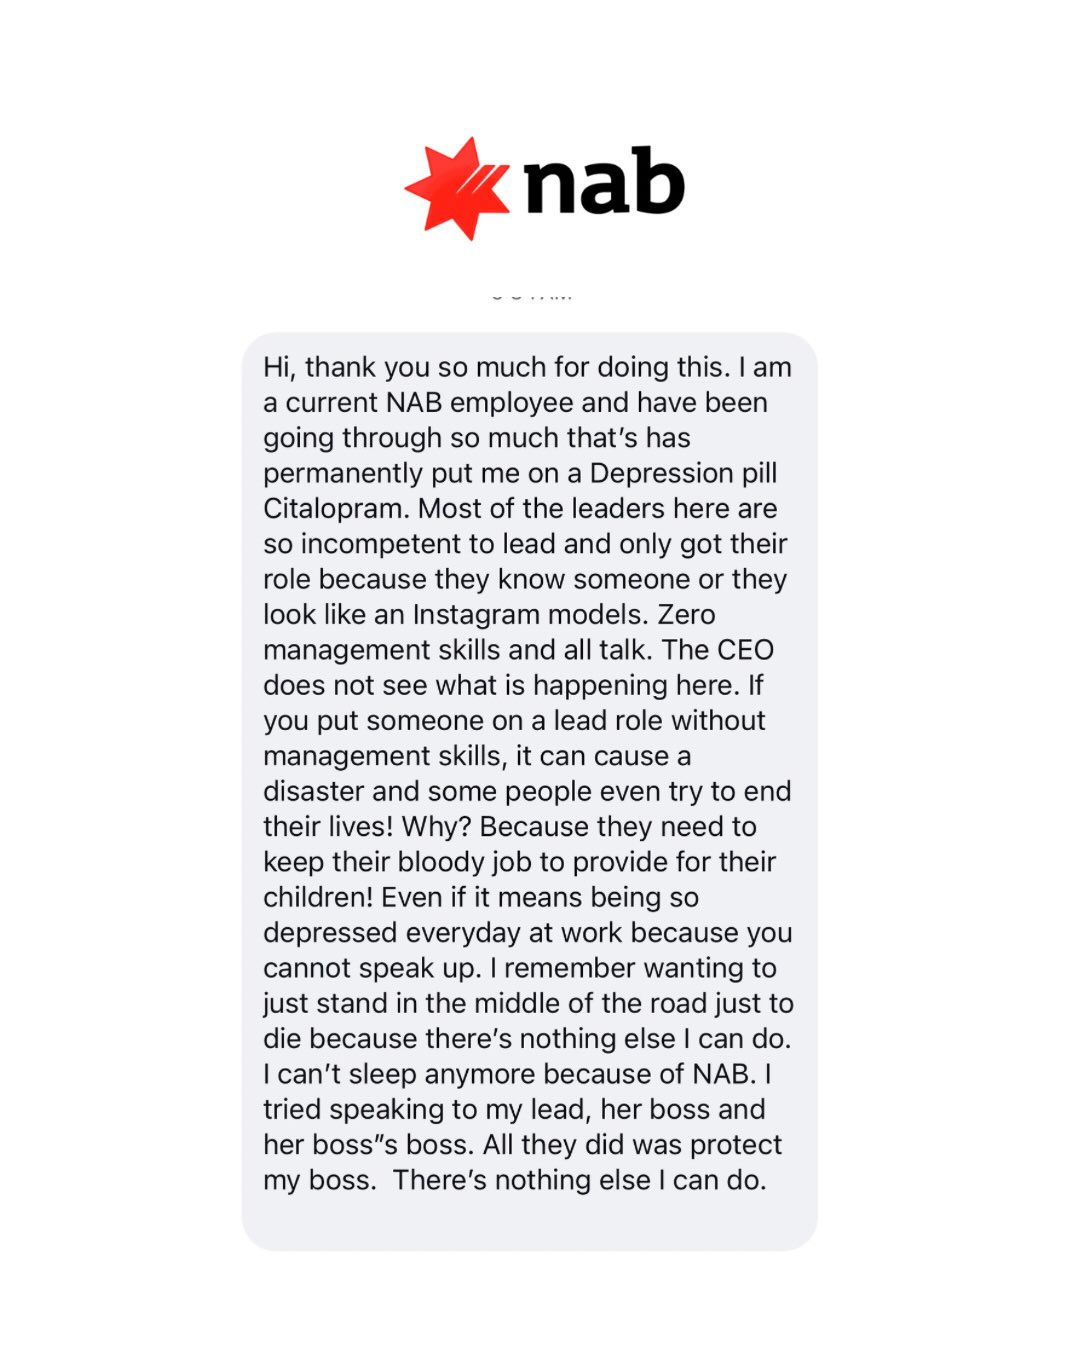 nab
Hi, thank you so much for doing this. I am
a current NAB employee and have been
going through so much that’s has
permanently put me on a Depression pill
Citalopram. Most of the leaders here are
so incompetent to lead and only got their
role because they know someone or they
look like an Instagram models. Zero
management skills and all talk. The CEO
does not see what is happening here. If
you put someone on a lead role without
management skills, it can cause a
disaster and some people even try to end
their lives! Why? Because they need to
keep their bloody job to provide for their
children! Even if it means being so
depressed everyday at work because you
cannot speak up. I remember wanting to
just stand in the middle of the road just to
die because there’s nothing else I can do.
I can’t sleep anymore because of NAB. I
tried speaking to my lead, her boss and
her boss”s boss. All they did was protect
my boss.  There’s nothing else I can do.